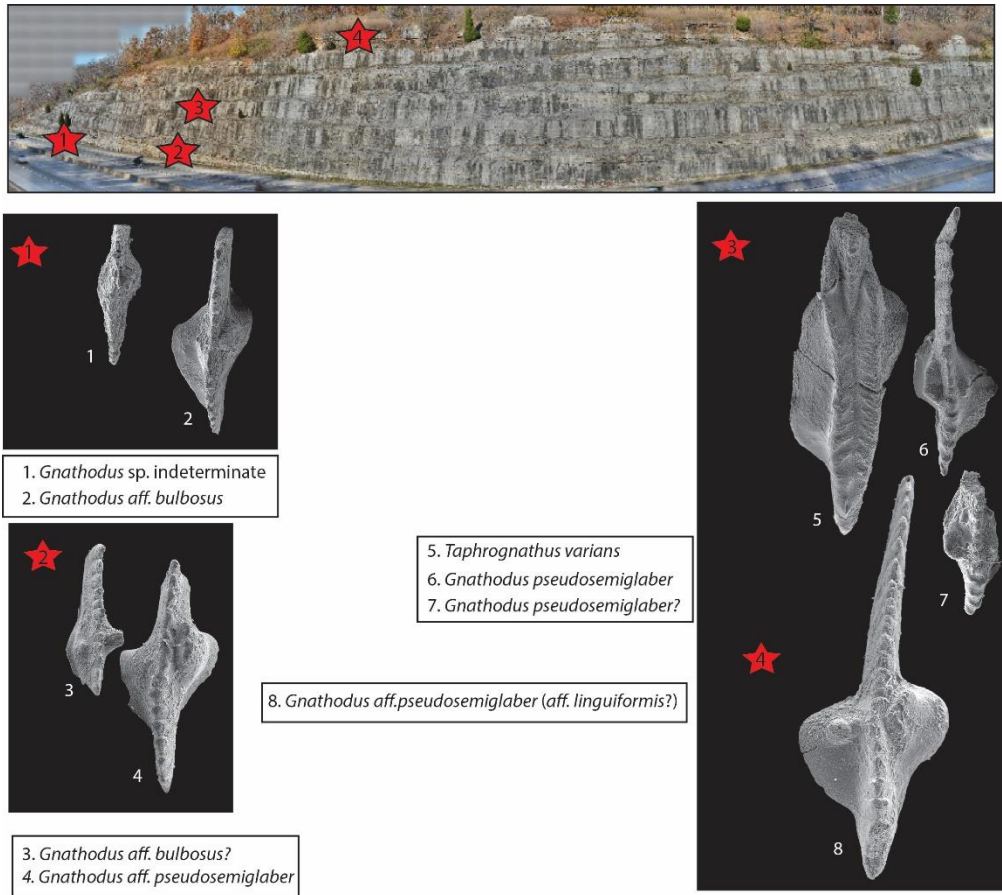 4
3
1
2
1
1
2
1. Gnathodus sp. indeterminate
2. Gnathodus aff. bulbosus
2
3
4
3. Gnathodus aff. bulbosus?
4. Gnathodus aff. pseudosemiglaber
3
5
6
7
5. Taphrognathus varians
6. Gnathodus pseudosemiglaber
7. Gnathodus pseudosemiglaber?
4
8
8. Gnathodus aff.pseudosemiglaber (aff. linguiformis?)